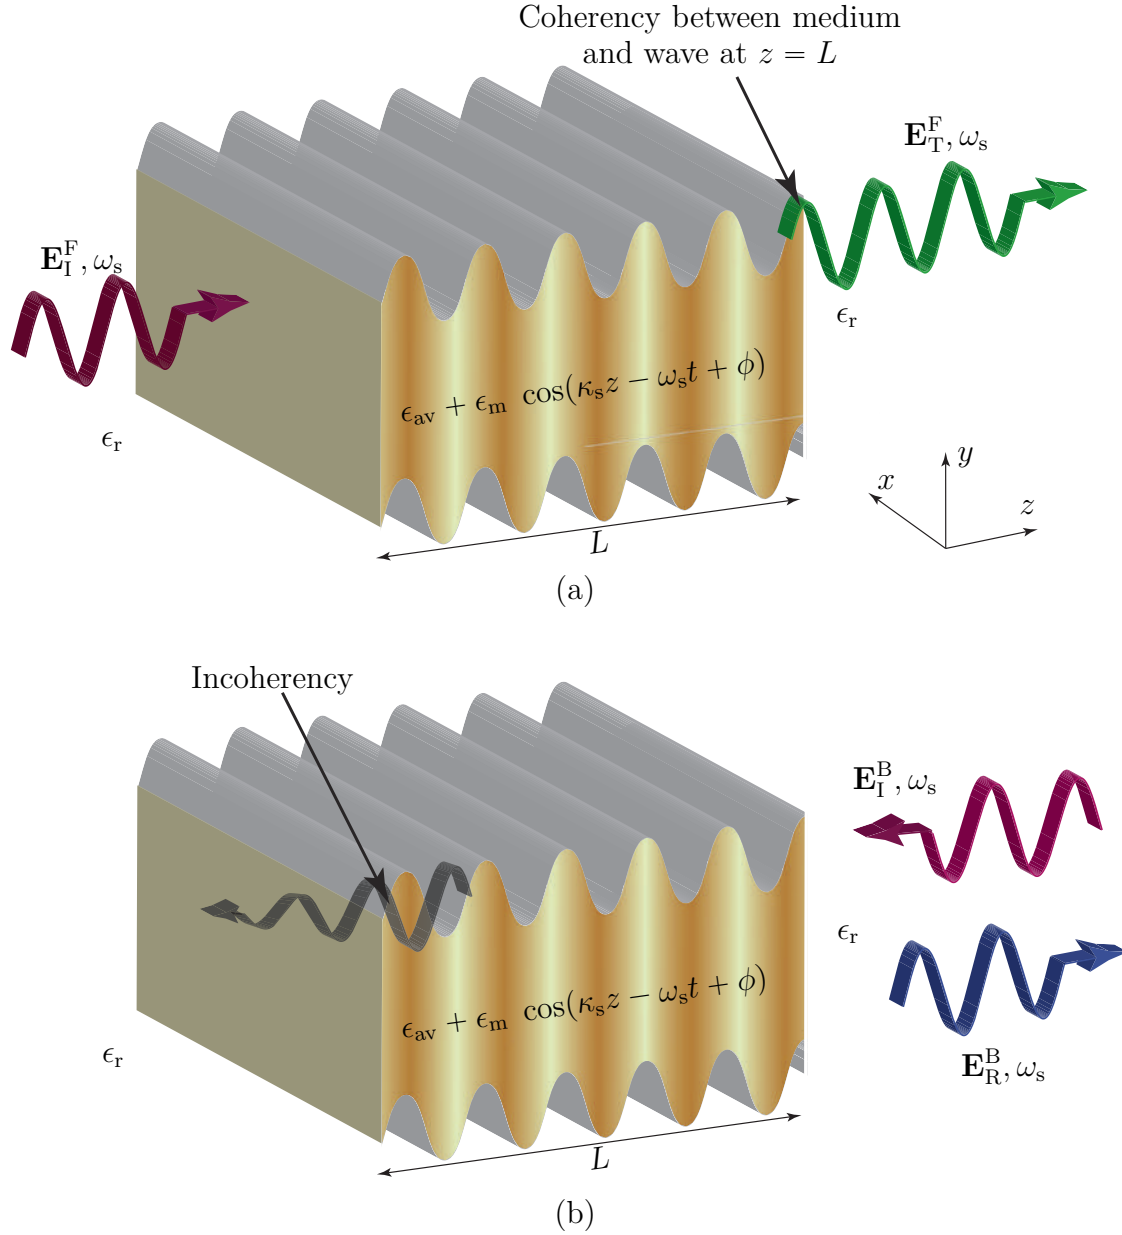 Coherency between medium
and wave at z = L
E_T^F, ω_s
E_I^F, ω_s
ϵ_r
ϵ_av + ϵ_m cos(κ_s z − ω_s t + ϕ)
ϵ_r
y
x
z
L
(a)
Incoherency
E_I^B, ω_s
ϵ_r
ϵ_av + ϵ_m cos(κ_s z − ω_s t + ϕ)
ϵ_r
E_R^B, ω_s
L
(b)